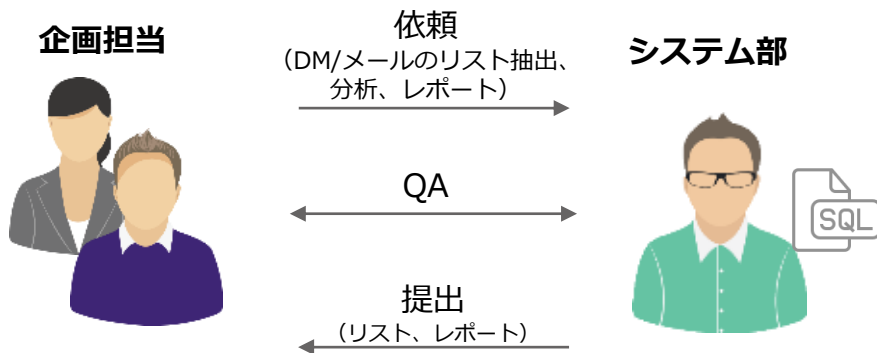 企画担当
依頼
（DM/メールのリスト抽出、
分析、レポート）
システム部
QA
SQL
提出
（リスト、レポート）